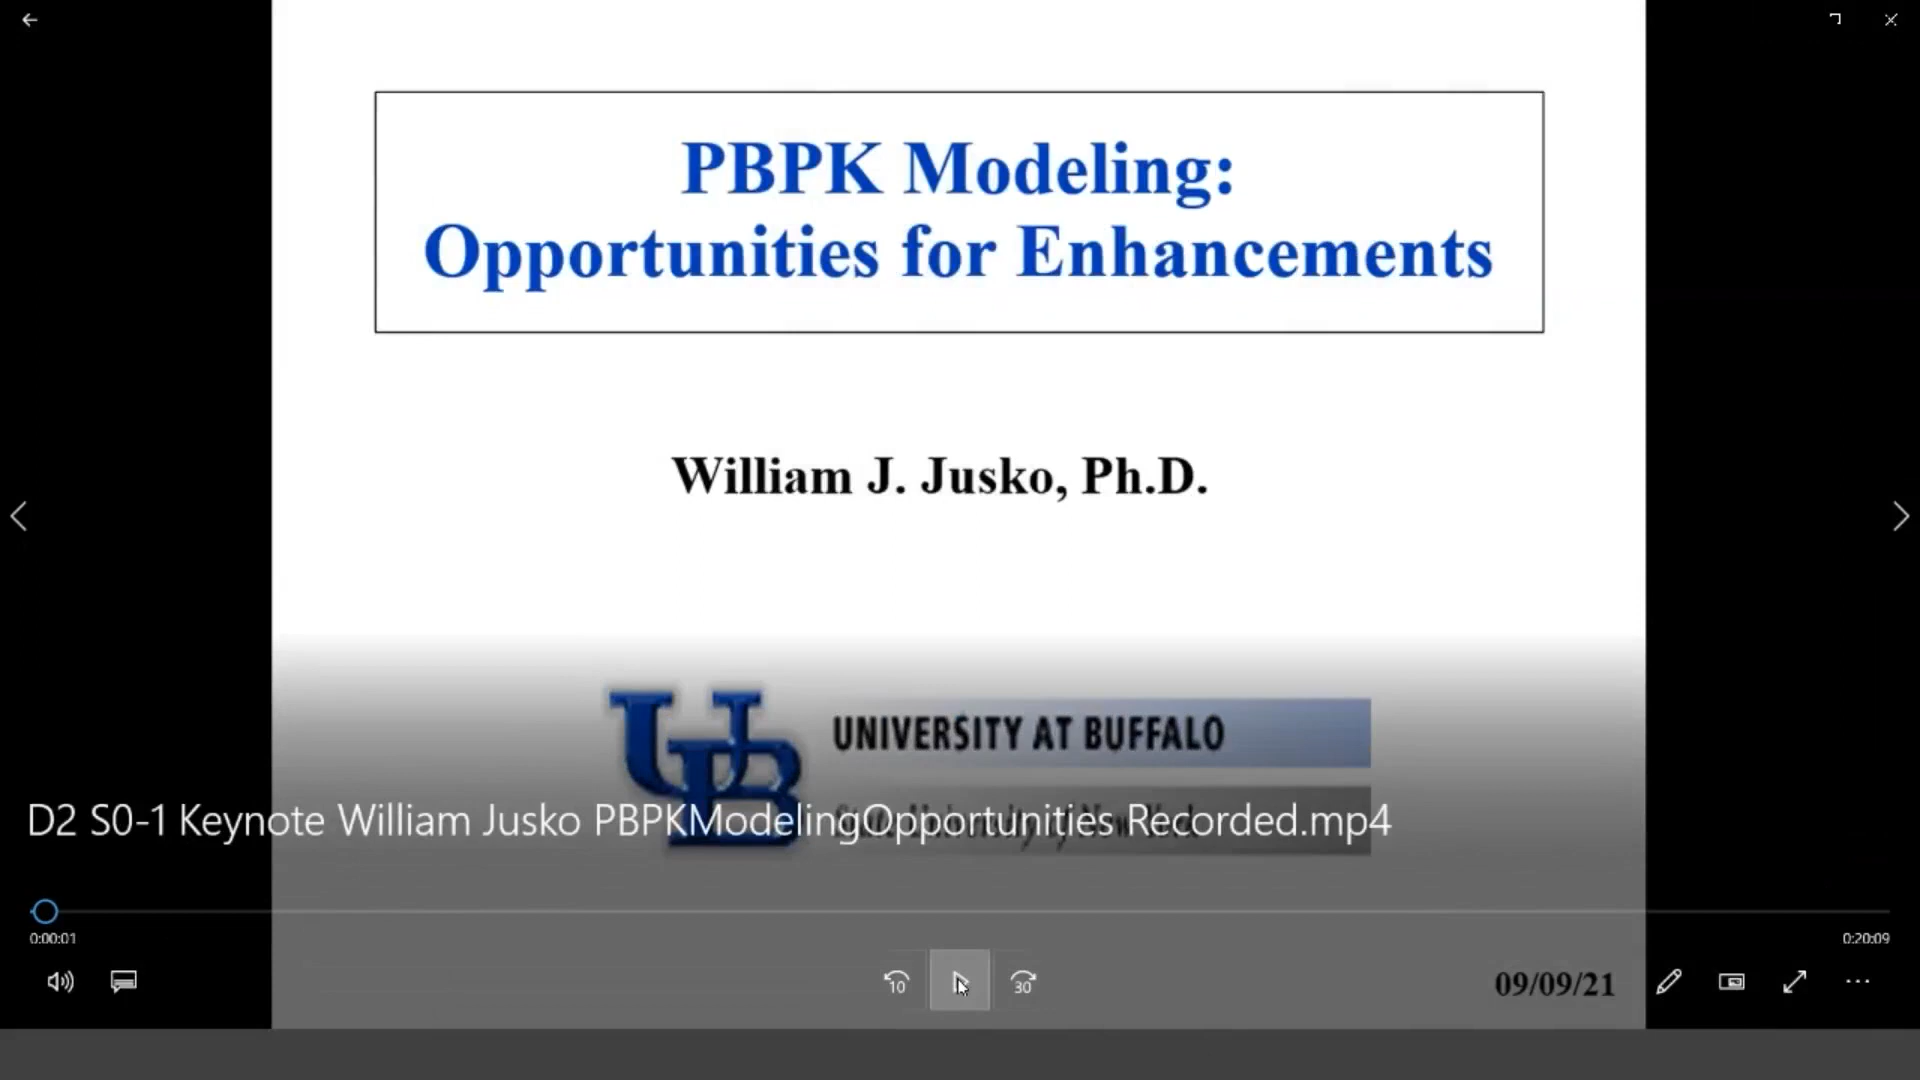 PBPK Modeling:
Opportunities for Enhancements
William J. Jusko, Ph.D.
UB
UNIVERSITY AT BUFFALO
D2 S0-1 Keynote William Jusko PBPKModelingOpportunities Recorded.mp4
0:00:01
0:20:09
10
30
09/09/21